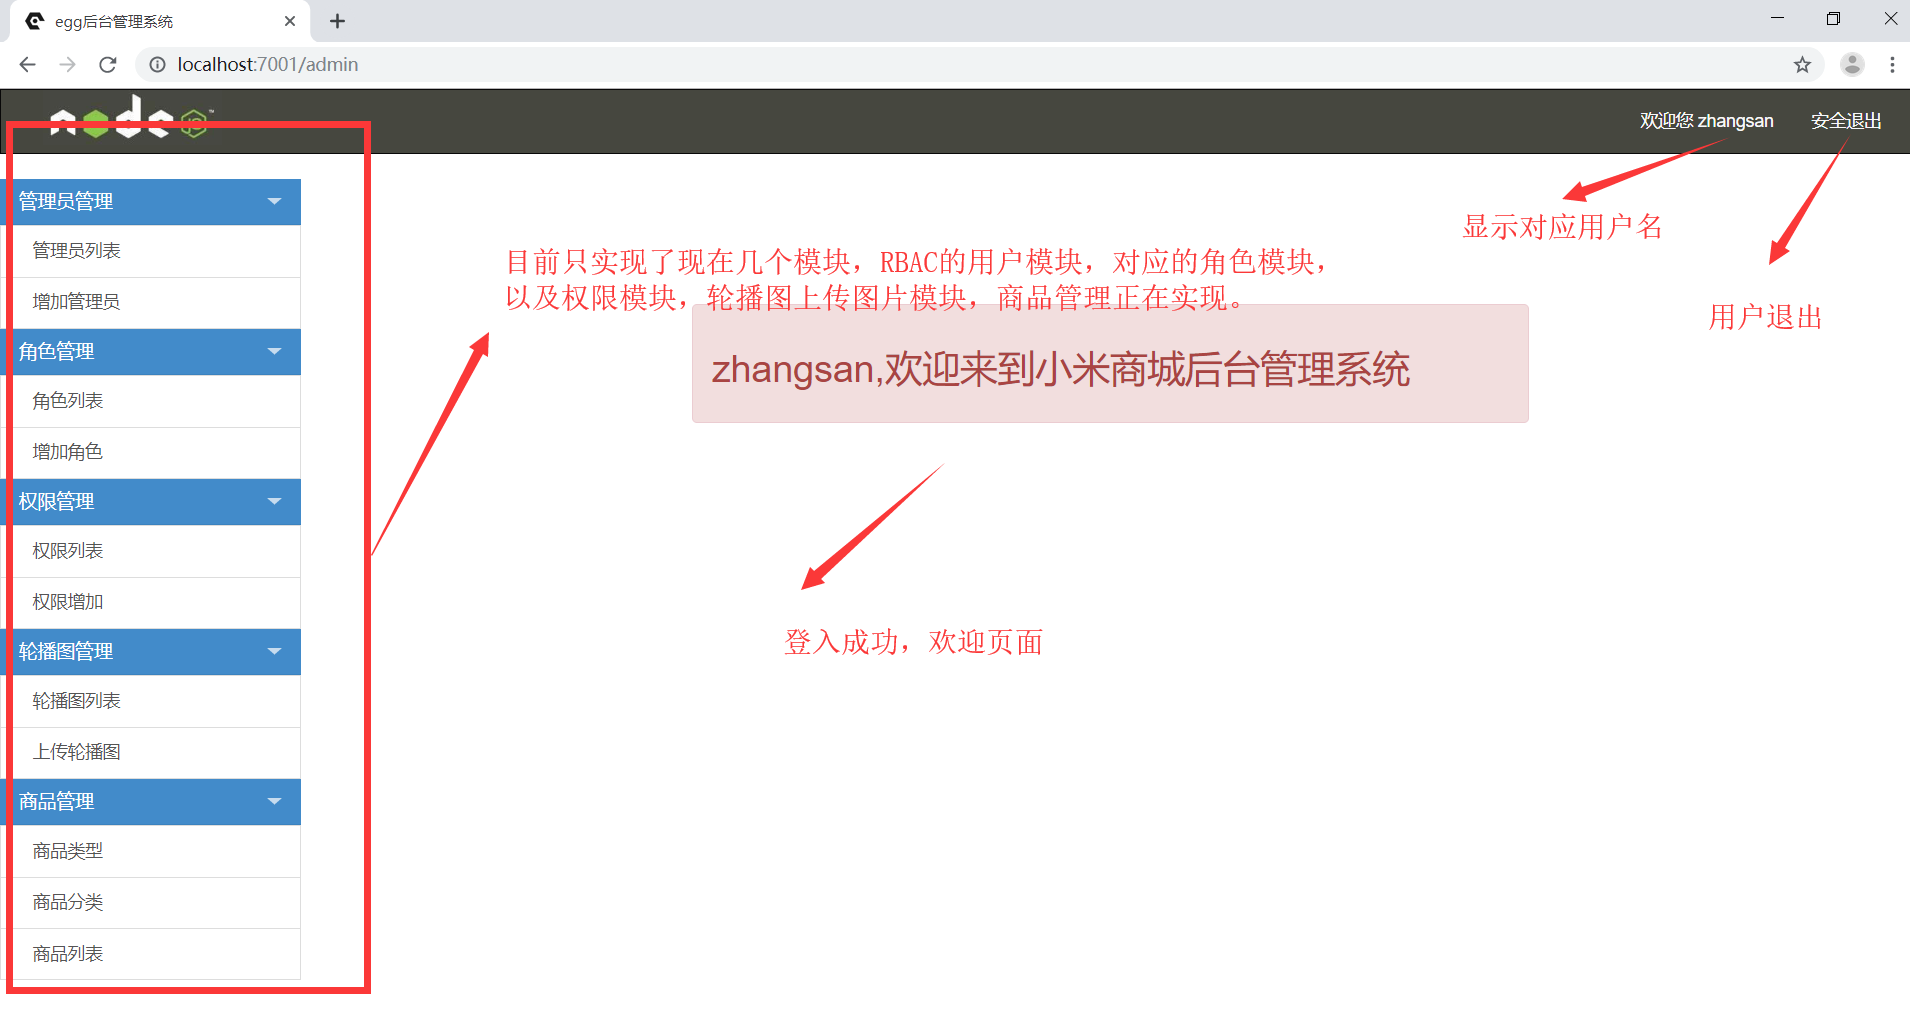 egg后台管理系统
localhost:7001/admin
node JS ™
欢迎您 zhangsan
安全退出
管理员管理
管理员列表
增加管理员
角色管理
角色列表
增加角色
权限管理
权限列表
权限增加
轮播图管理
轮播图列表
上传轮播图
商品管理
商品类型
商品分类
商品列表
显示对应用户名
用户退出
目前只实现了现在几个模块，RBAC的用户模块，对应的角色模块，
以及权限模块，轮播图上传图片模块，商品管理正在实现。
zhangsan,欢迎来到小米商城后台管理系统
登入成功，欢迎页面